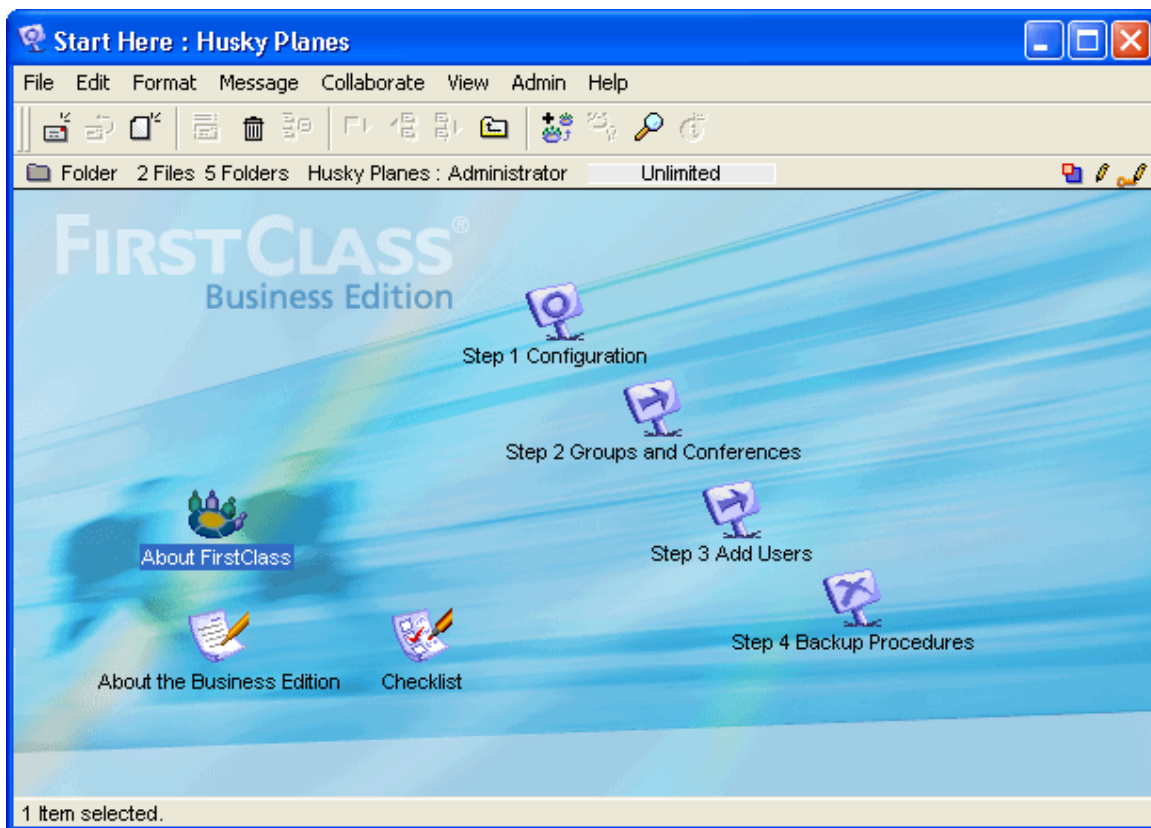 Start Here : Husky Planes
File Edit Format Message Collaborate View Admin Help
Folder 2 Files 5 Folders Husky Planes : Administrator Unlimited
FIRSTCLASS®
Business Edition
Step 1 Configuration
Step 2 Groups and Conferences
About FirstClass
Step 3 Add Users
Step 4 Backup Procedures
About the Business Edition
Checklist
1 Item selected.